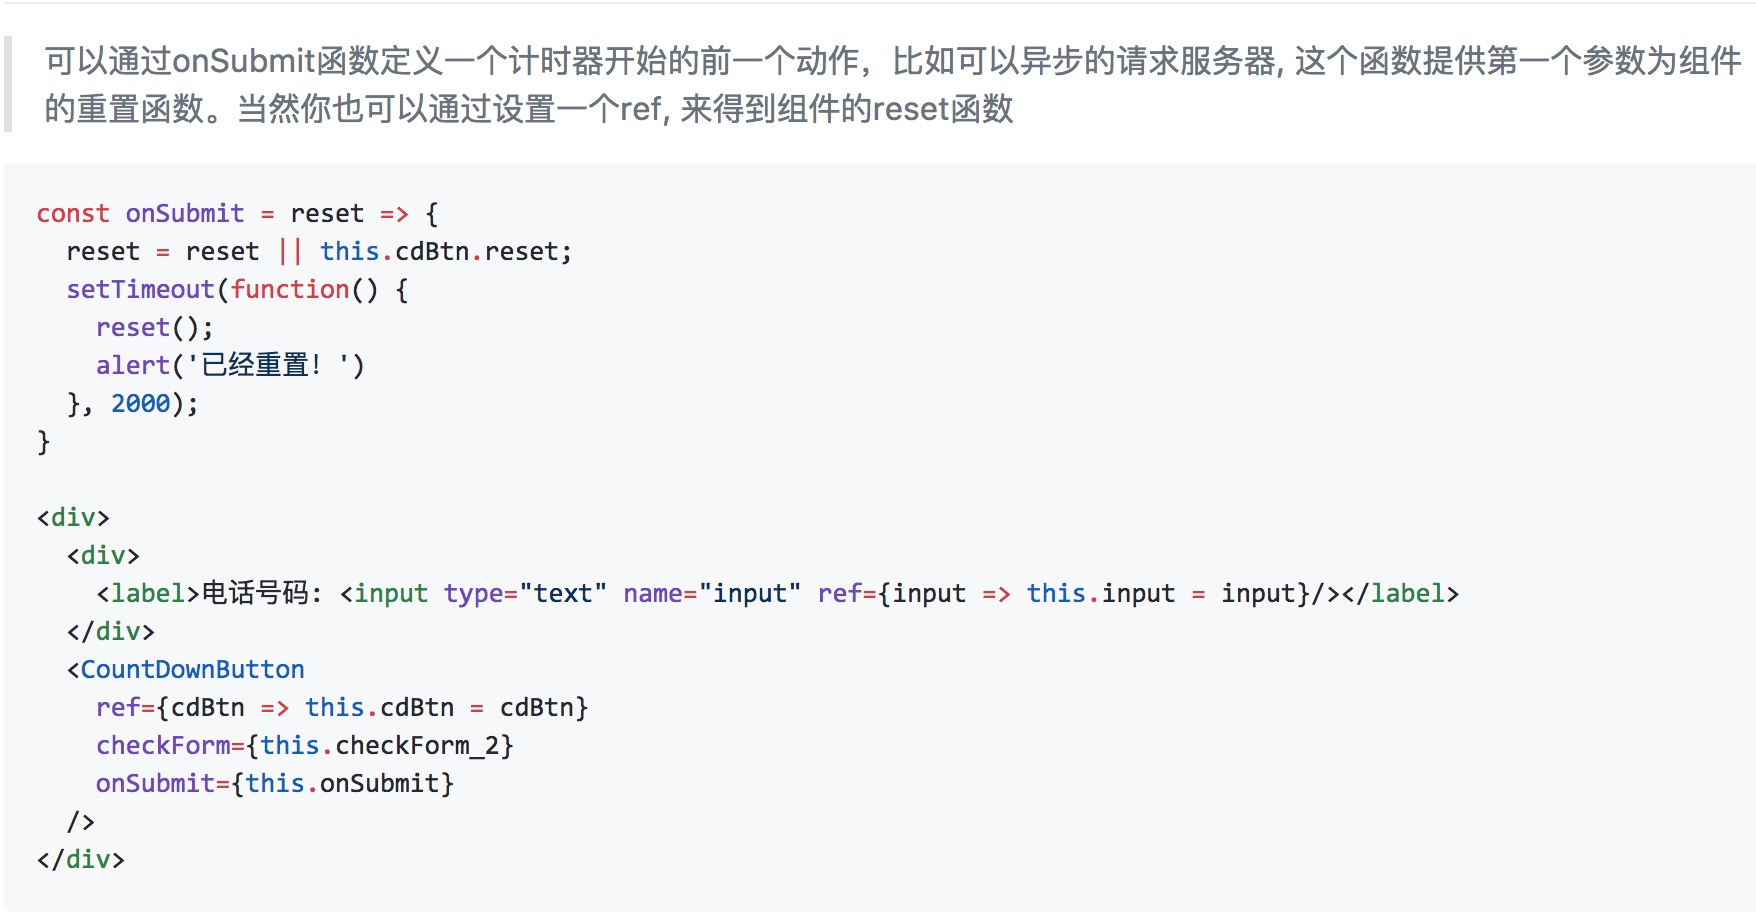 可以通过onSubmit函数定义一个计时器开始的前一个动作，比如可以异步的请求服务器, 这个函数提供第一个参数为组件
的重置函数。当然你也可以通过设置一个ref, 来得到组件的reset函数
const onSubmit = reset => {
  reset = reset || this.cdBtn.reset;
  setTimeout(function() {
    reset();
    alert('已经重置！')
  }, 2000);
}

<div>
  <div>
    <label>电话号码: <input type="text" name="input" ref={input => this.input = input}/></label>
  </div>
  <CountDownButton
    ref={cdBtn => this.cdBtn = cdBtn}
    checkForm={this.checkForm_2}
    onSubmit={this.onSubmit}
  />
</div>